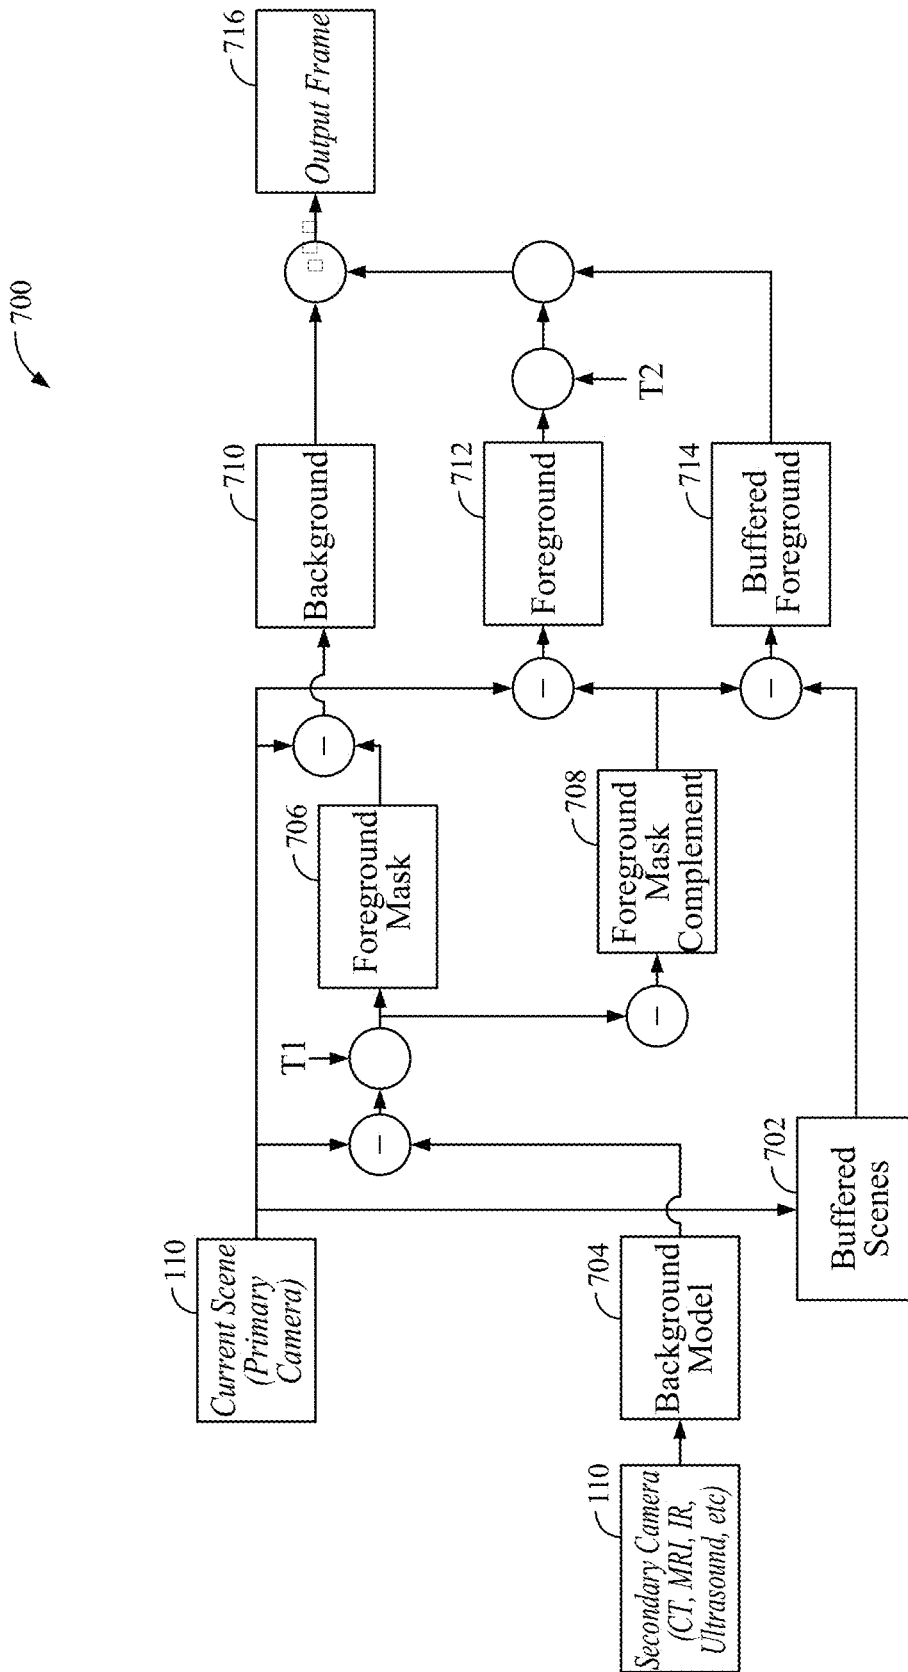 700
110
Current Scene
(Primary
Camera)
110
Secondary Camera
(CT, MRI, IR,
Ultrasound, etc)
704
Background
Model
702
Buffered
Scenes
–
T1
706
Foreground
Mask
–
708
Foreground
Mask
Complement
–
–
–
710
Background
712
Foreground
714
Buffered
Foreground
T2
716
Output Frame